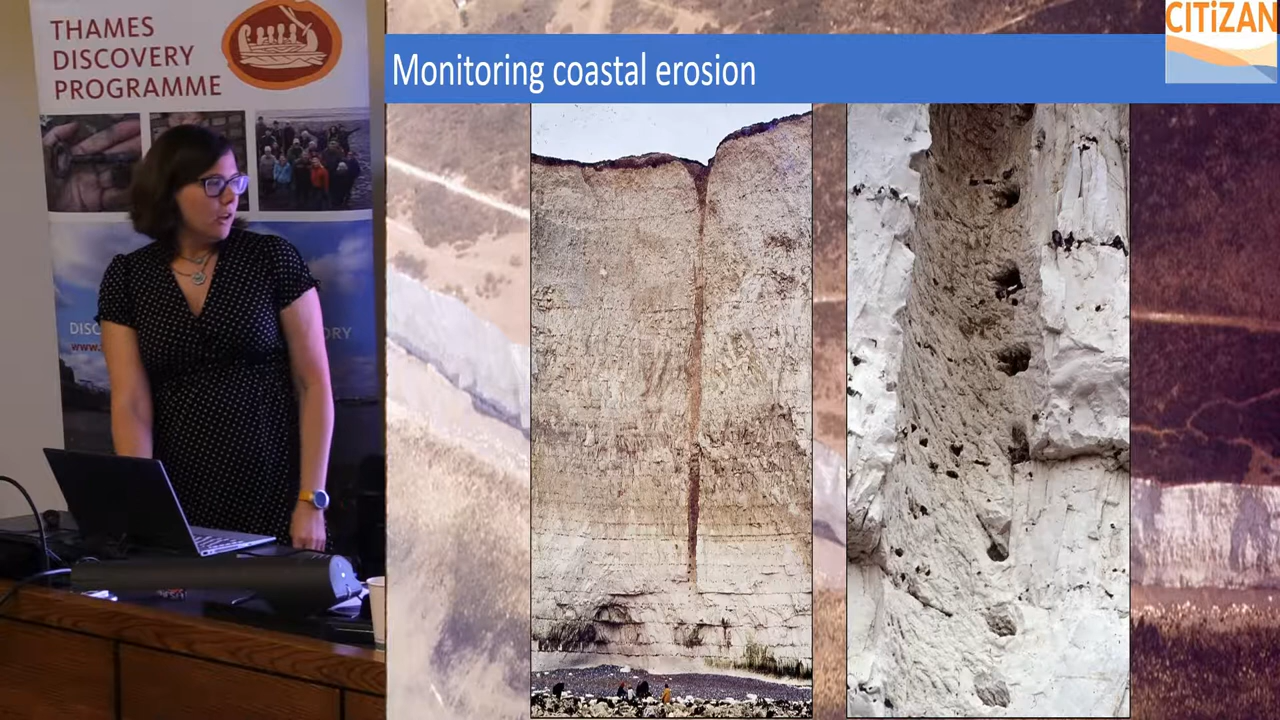 THAMES
DISCOVERY
PROGRAMME
Monitoring coastal erosion
CITiZAN